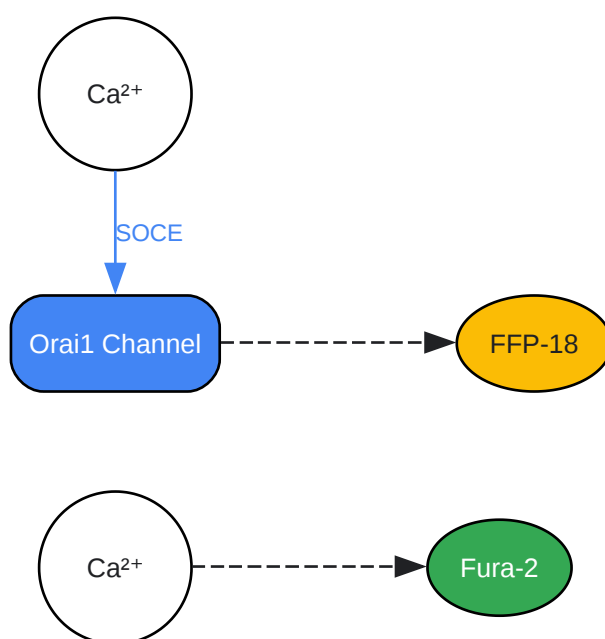 Ca²⁺
SOCE
Orai1 Channel
FFP-18
Ca²⁺
Fura-2